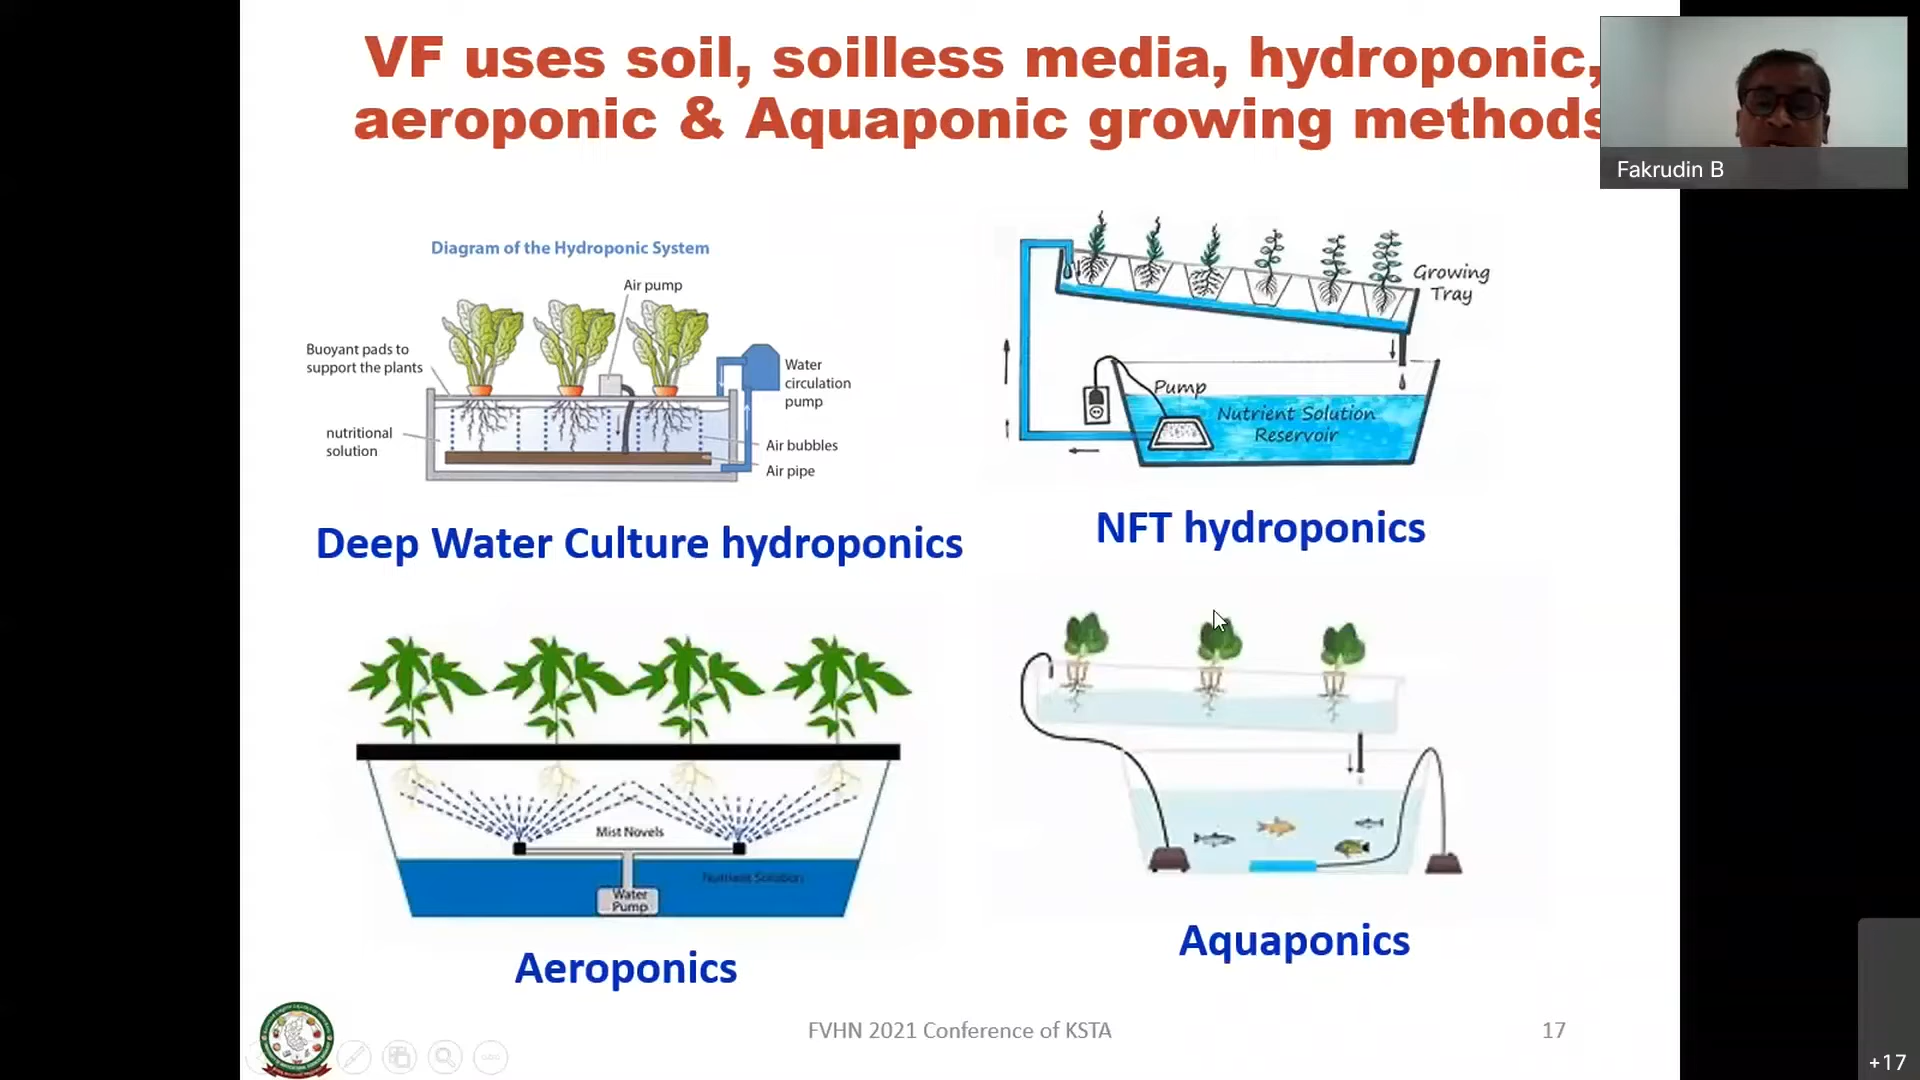 VF uses soil, soilless media, hydroponic,
aeroponic & Aquaponic growing methods
Fakrudin B
Diagram of the Hydroponic System
Air pump
Buoyant pads to
support the plants
Water
circulation
pump
nutritional
solution
Air bubbles
Air pipe
Deep Water Culture hydroponics
Growing
Tray
Pump
Nutrient Solution
Reservoir
NFT hydroponics
Mist Novels
Nutrient Solution
Water
Pump
Aeroponics
Aquaponics
FVHN 2021 Conference of KSTA
17
+17